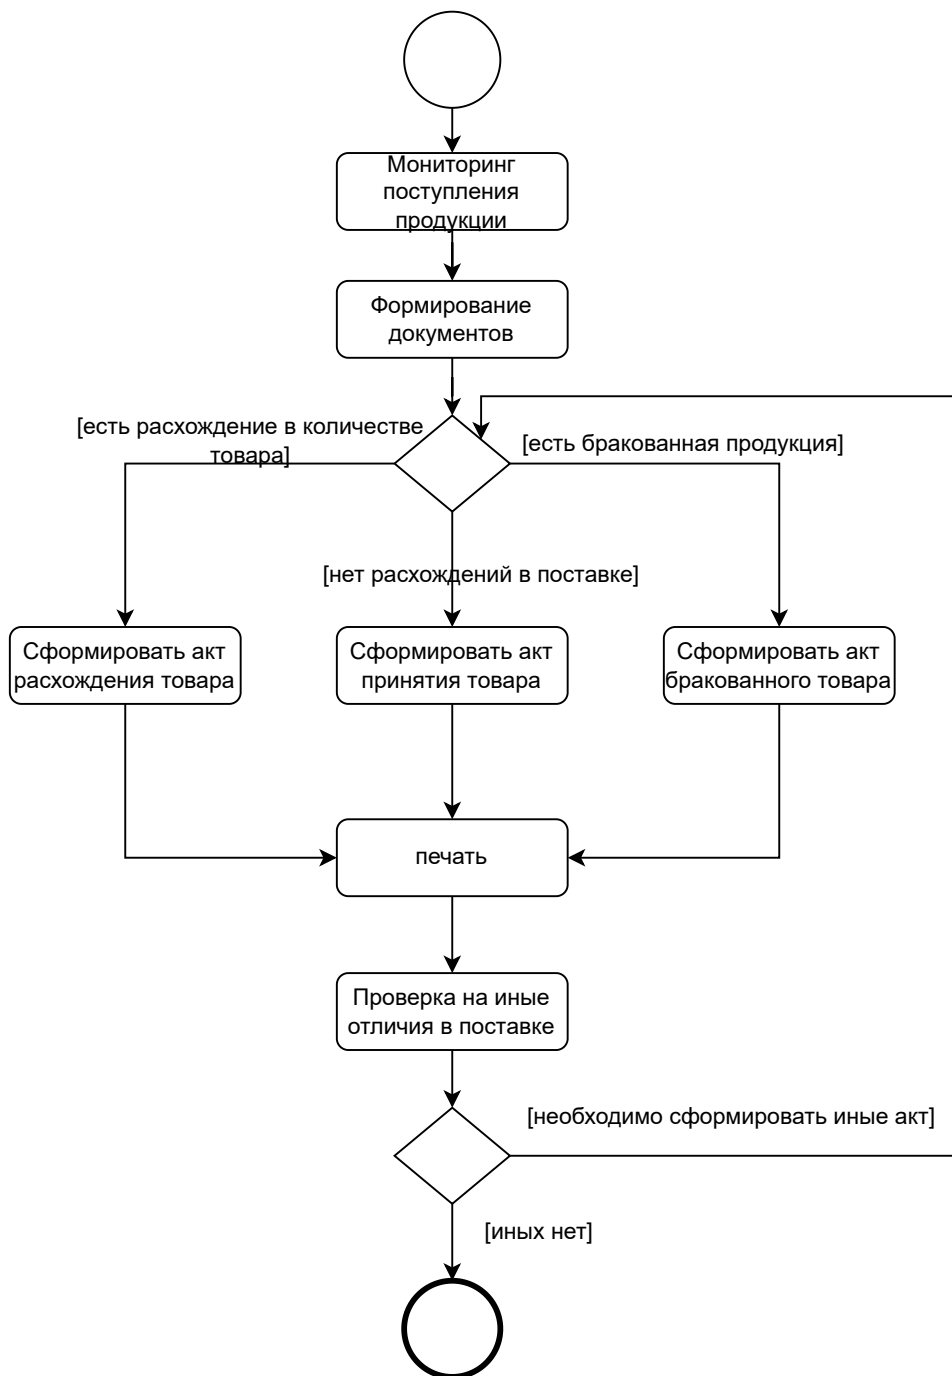 Мониторинг
поступления
продукции
Формирование
документов
[есть расхождение в количестве
товара]
[есть бракованная продукция]
[нет расхождений в поставке]
Сформировать акт
расхождения товара
Сформировать акт
принятия товара
Сформировать акт
бракованного товара
печать
Проверка на иные
отличия в поставке
[необходимо сформировать иные акт]
[иных нет]